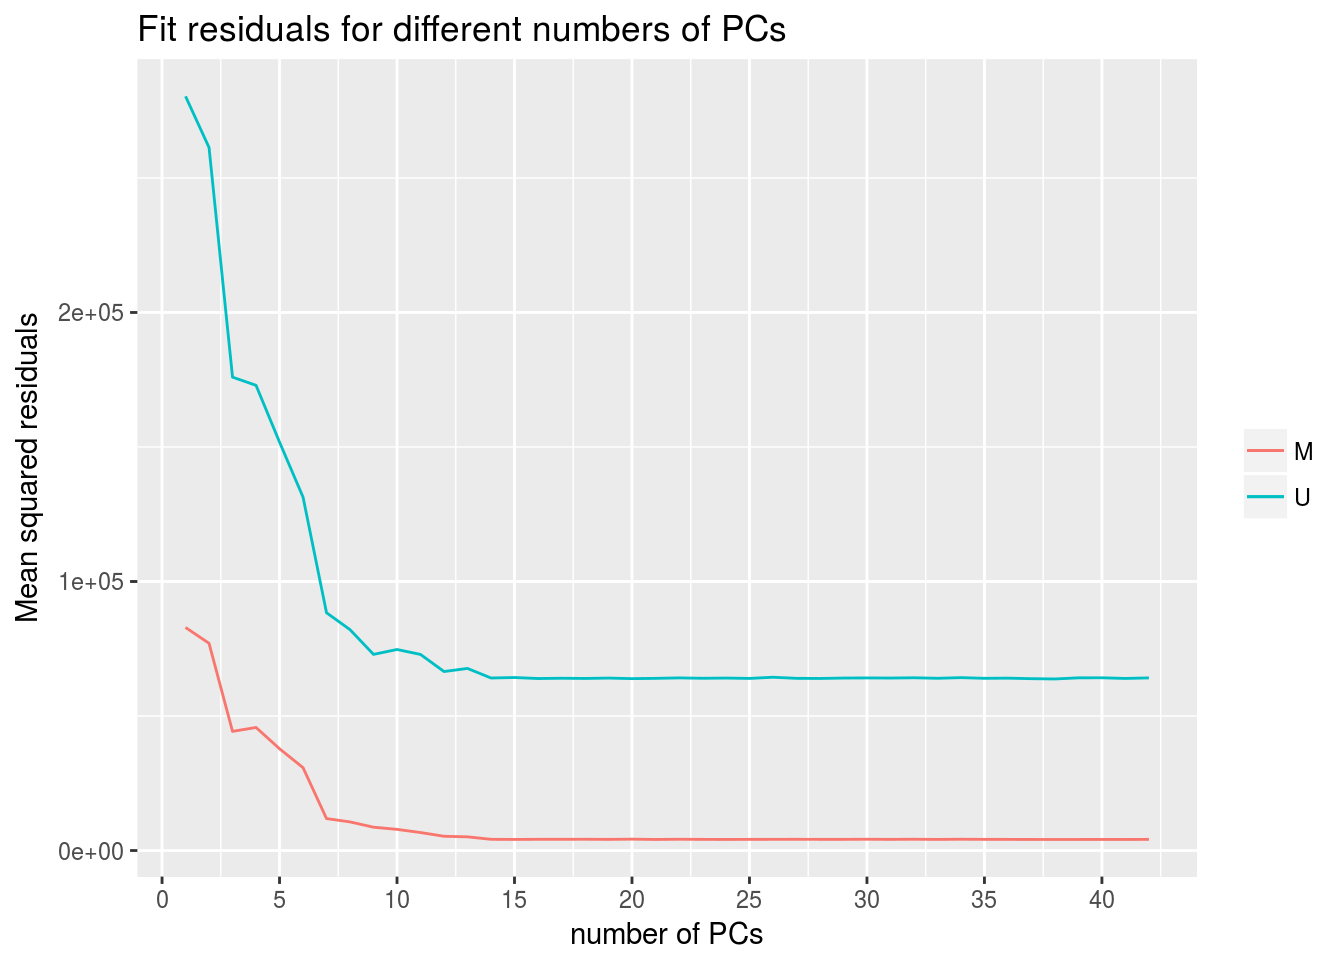 Fit residuals for different numbers of PCs
Mean squared residuals
2e+05
1e+05
0e+00
0 5 10 15 20 25 30 35 40
number of PCs
M
U